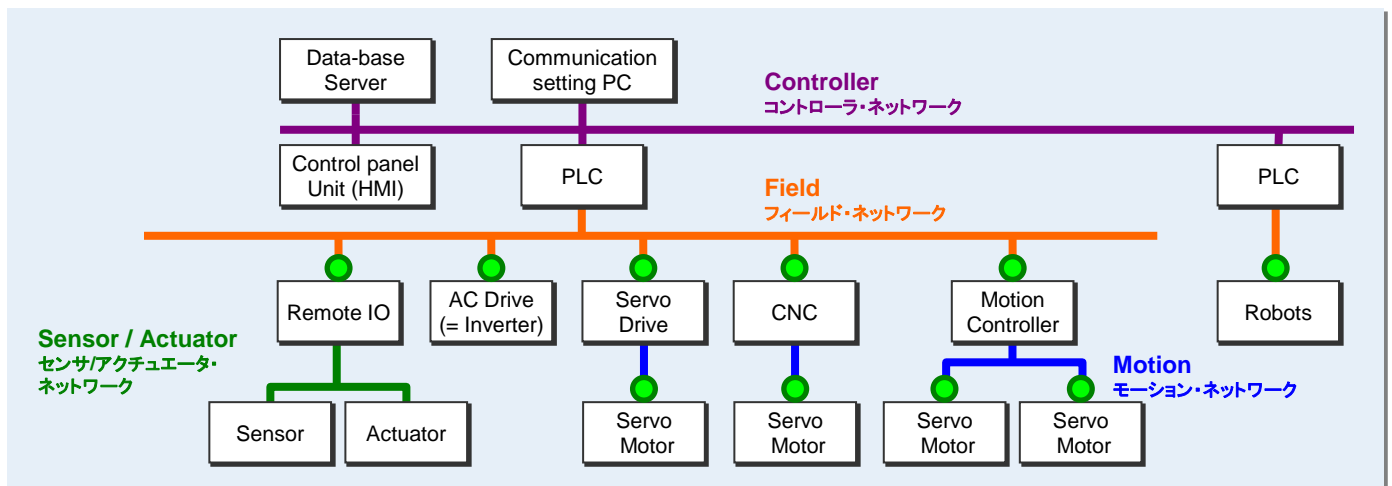 Data-base
Server
Communication
setting PC
Controller
コントローラ・ネットワーク
Control panel
Unit (HMI)
PLC
PLC
Field
フィールド・ネットワーク
Remote IO
AC Drive
(= Inverter)
Servo
Drive
CNC
Motion
Controller
Robots
Sensor / Actuator
センサ/アクチュエータ・
ネットワーク
Motion
モーション・ネットワーク
Sensor
Actuator
Servo
Motor
Servo
Motor
Servo
Motor
Servo
Motor